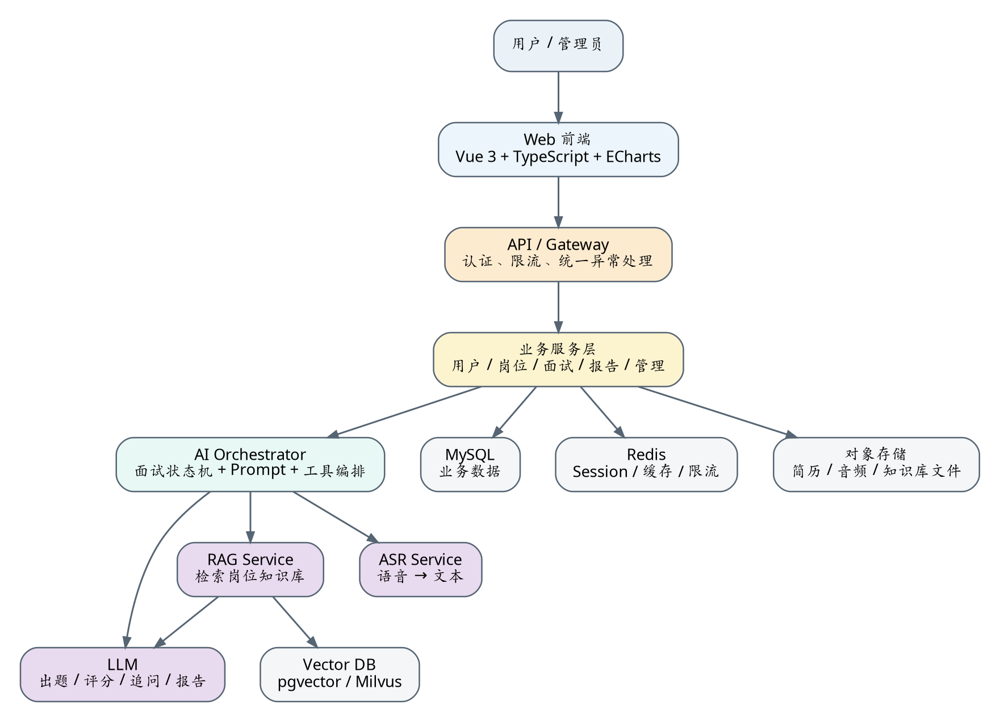 用户 / 管理员
Web 前端
Vue 3 + TypeScript + ECharts
API / Gateway
认证、限流、统一异常处理
业务服务层
用户 / 岗位 / 面试 / 报告 / 管理
AI Orchestrator
面试状态机 + Prompt + 工具编排
MySQL
业务数据
Redis
Session / 缓存 / 限流
对象存储
简历 / 音频 / 知识库文件
RAG Service
检索岗位知识库
ASR Service
语音 → 文本
LLM
出题 / 评分 / 追问 / 报告
Vector DB
pgvector / Milvus